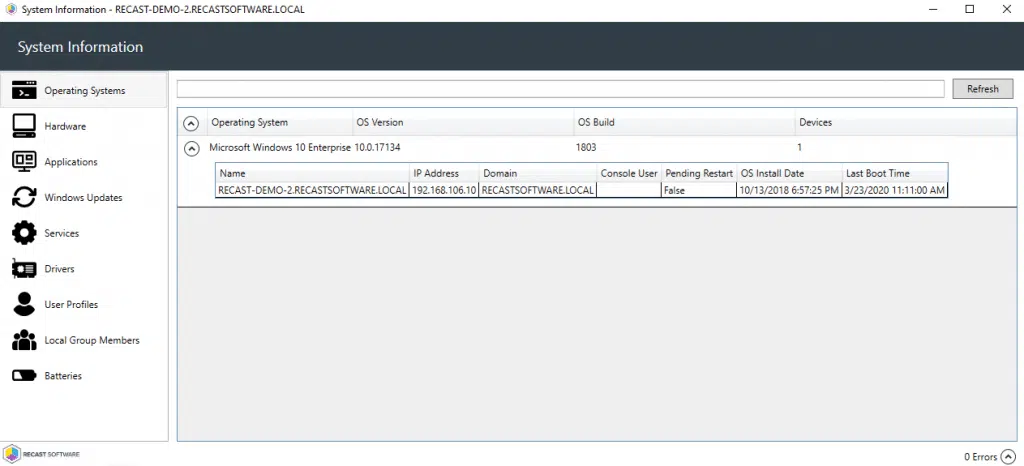 System Information - RECAST-DEMO-2.RECASTSOFTWARE.LOCAL
System Information
Operating Systems
Hardware
Applications
Windows Updates
Services
Drivers
User Profiles
Local Group Members
Batteries
Refresh
Operating System OS Version OS Build Devices
Microsoft Windows 10 Enterprise 10.0.17134 1803 1
Name IP Address Domain Console User Pending Restart OS Install Date Last Boot Time
RECAST-DEMO-2.RECASTSOFTWARE.LOCAL 192.168.106.10 RECASTSOFTWARE.LOCAL False 10/13/2018 6:57:25 PM 3/23/2020 11:11:00 AM
RECAST SOFTWARE
0 Errors